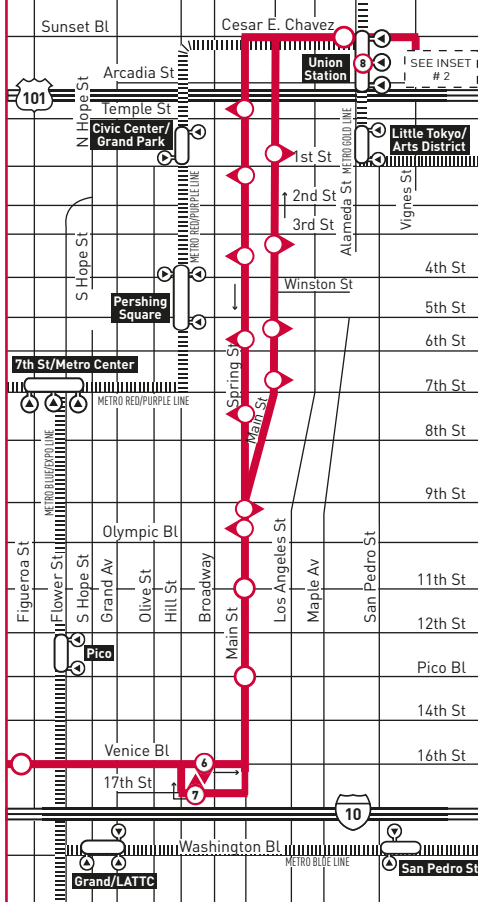 Sunset Bl
Cesar E. Chavez
Union
Station
8
SEE INSET
# 2
Arcadia St
101
N Hope St
Temple St
Civic Center/
Grand Park
METRO GOLD LINE
Little Tokyo/
Arts District
1st St
METRO RED/PURPLE LINE
2nd St
3rd St
Alameda St
Vignes St
S Hope St
4th St
Winston St
Pershing
Square
5th St
6th St
7th St/Metro Center
Spring St
7th St
METRO RED/PURPLE LINE
Main St
8th St
METRO BLUE/EXPO LINE
9th St
Olympic Bl
Figueroa St
Flower St
S Hope St
Grand Av
Olive St
Hill St
Broadway
Main St
Los Angeles St
Maple Av
San Pedro St
11th St
12th St
Pico
Pico Bl
14th St
Venice Bl
6
16th St
17th St
7
10
Washington Bl
METRO BLUE LINE
Grand/LATTC
San Pedro St